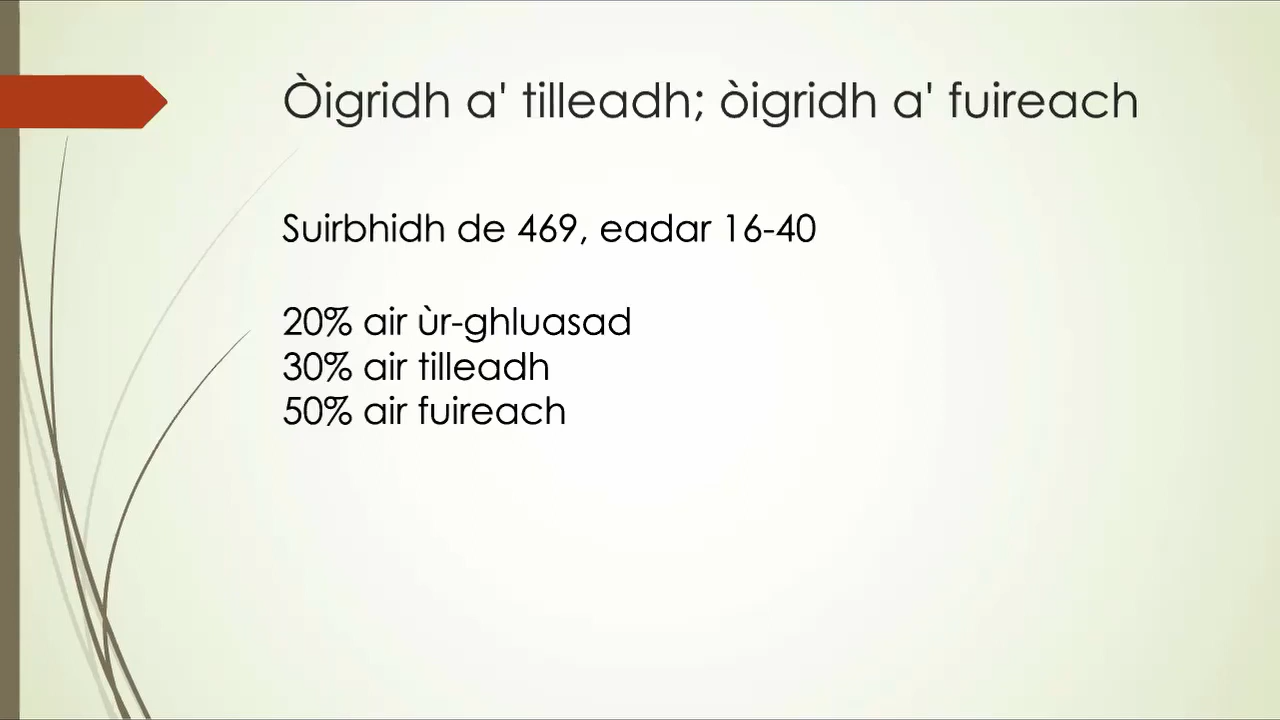 Òigridh a' tilleadh; òigridh a' fuireach
Suirbhidh de 469, eadar 16-40
20% air ùr-ghluasad
30% air tilleadh
50% air fuireach